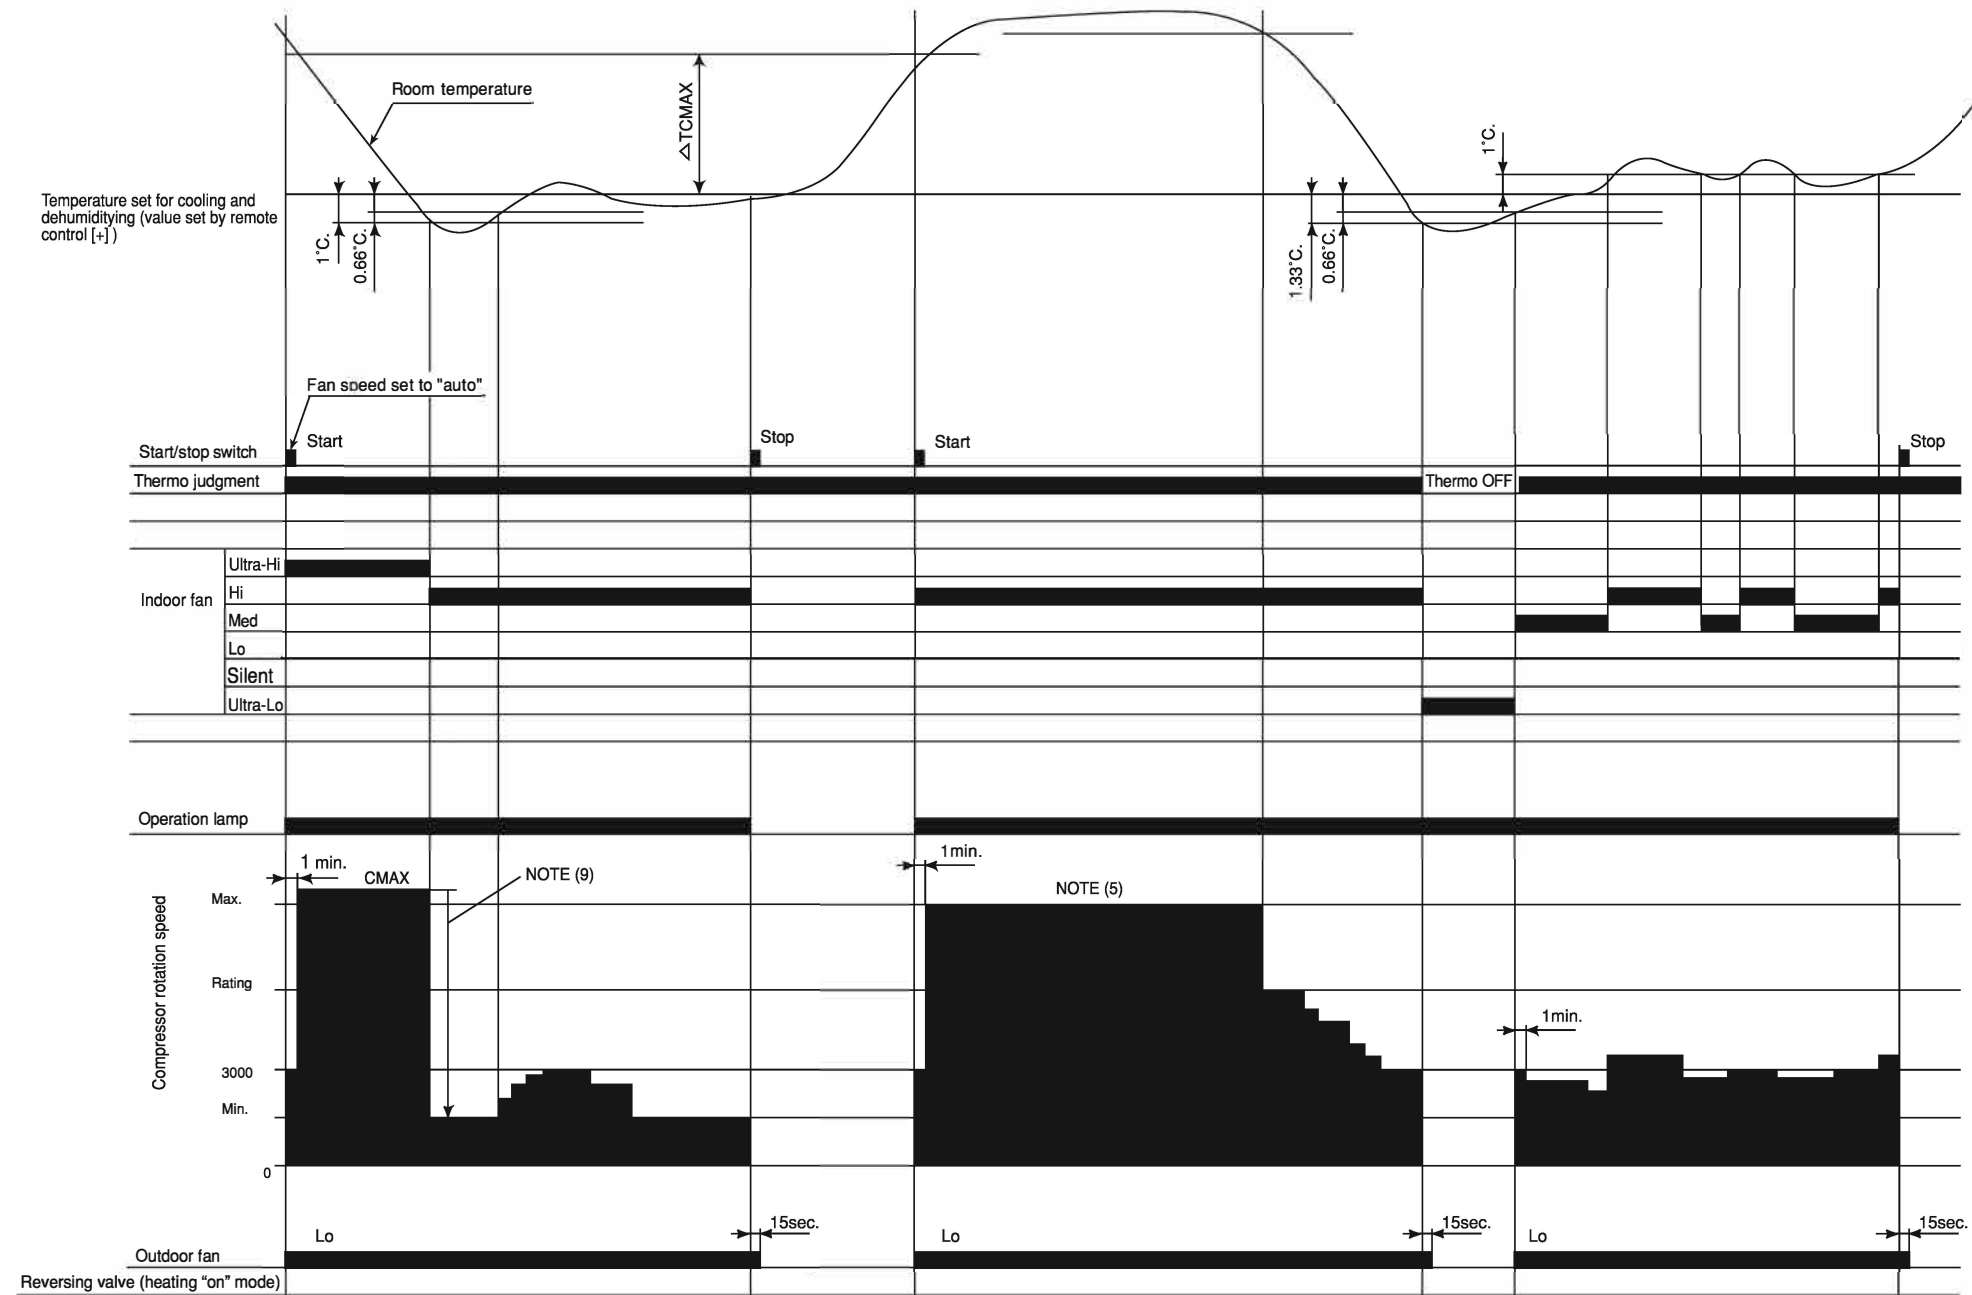 Room temperature
△TCMAX
1°C.
Temperature set for cooling and
dehumiditying (value set by remote
control [+] )
1°C.
0.66°C.
1.33°C.
0.66°C.
Fan speed set to "auto"
Start/stop switch
Start
Stop
Start
Stop
Thermo judgment
Thermo OFF
Indoor fan
Ultra-Hi
Hi
Med
Lo
Silent
Ultra-Lo
Operation lamp
Compressor rotation speed
1 min.
CMAX
NOTE (9)
1min.
NOTE (5)
Max.
Rating
1min.
3000
Min.
0
Lo
15sec.
Lo
15sec.
Lo
15sec.
Outdoor fan
Reversing valve (heating “on” mode)